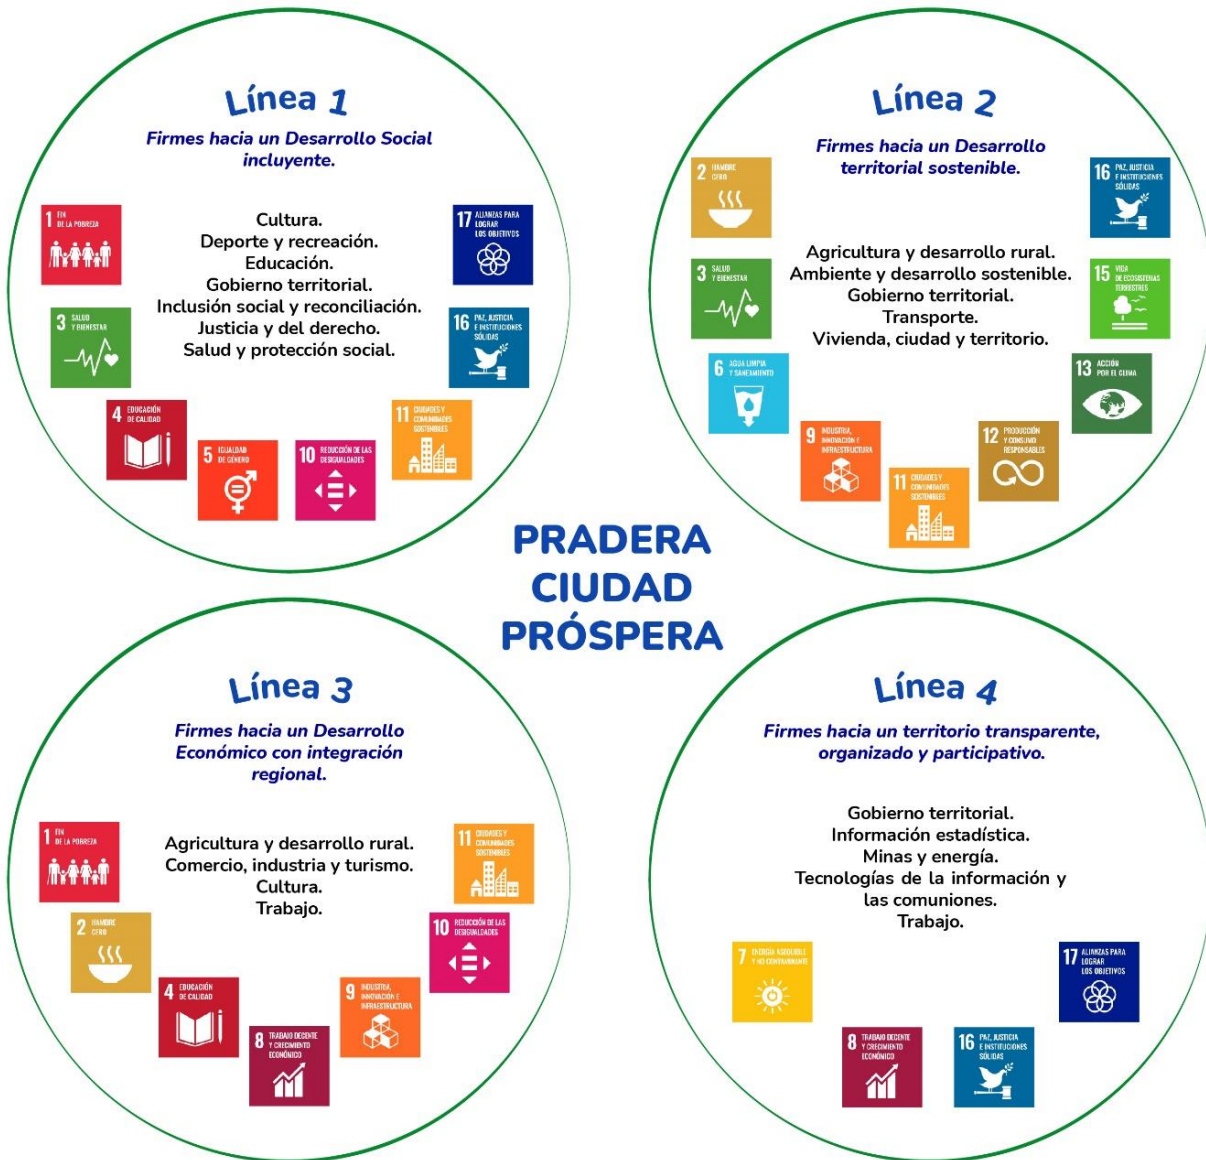 Línea 1
Firmes hacia un Desarrollo Social
incluyente.
1 FIN
DE LA POBREZA
17 ALIANZAS PARA
LOGRAR
LOS OBJETIVOS
Cultura.
Deporte y recreación.
Educación.
Gobierno territorial.
Inclusión social y reconciliación.
Justicia y del derecho.
Salud y protección social.
3 SALUD
Y BIENESTAR
16 PAZ, JUSTICIA
E INSTITUCIONES
SÓLIDAS
4 EDUCACIÓN
DE CALIDAD
5 IGUALDAD
DE GÉNERO
10 REDUCCIÓN DE LAS
DESIGUALDADES
11 CIUDADES Y
COMUNIDADES
SOSTENIBLES
Línea 2
Firmes hacia un Desarrollo
territorial sostenible.
2 HAMBRE
CERO
16 PAZ, JUSTICIA
E INSTITUCIONES
SÓLIDAS
Agricultura y desarrollo rural.
Ambiente y desarrollo sostenible.
Gobierno territorial.
Transporte.
Vivienda, ciudad y territorio.
3 SALUD
Y BIENESTAR
15 VIDA
DE ECOSISTEMAS
TERRESTRES
6 AGUA LIMPIA
Y SANEAMIENTO
13 ACCIÓN
POR EL CLIMA
9 INDUSTRIA,
INNOVACIÓN E
INFRAESTRUCTURA
11 CIUDADES Y
COMUNIDADES
SOSTENIBLES
12 PRODUCCIÓN
Y CONSUMO
RESPONSABLES
PRADERA
CIUDAD
PRÓSPERA
Línea 3
Firmes hacia un Desarrollo
Económico con integración
regional.
1 FIN
DE LA POBREZA
11 CIUDADES Y
COMUNIDADES
SOSTENIBLES
Agricultura y desarrollo rural.
Comercio, industria y turismo.
Cultura.
Trabajo.
2 HAMBRE
CERO
10 REDUCCIÓN DE LAS
DESIGUALDADES
4 EDUCACIÓN
DE CALIDAD
8 TRABAJO DECENTE
Y CRECIMIENTO
ECONÓMICO
9 INDUSTRIA,
INNOVACIÓN E
INFRAESTRUCTURA
Línea 4
Firmes hacia un territorio transparente,
organizado y participativo.
Gobierno territorial.
Información estadística.
Minas y energía.
Tecnologías de la información y
las comuniones.
Trabajo.
7 ENERGÍA ASEQUIBLE
Y NO CONTAMINANTE
17 ALIANZAS PARA
LOGRAR
LOS OBJETIVOS
8 TRABAJO DECENTE
Y CRECIMIENTO
ECONÓMICO
16 PAZ, JUSTICIA
E INSTITUCIONES
SÓLIDAS